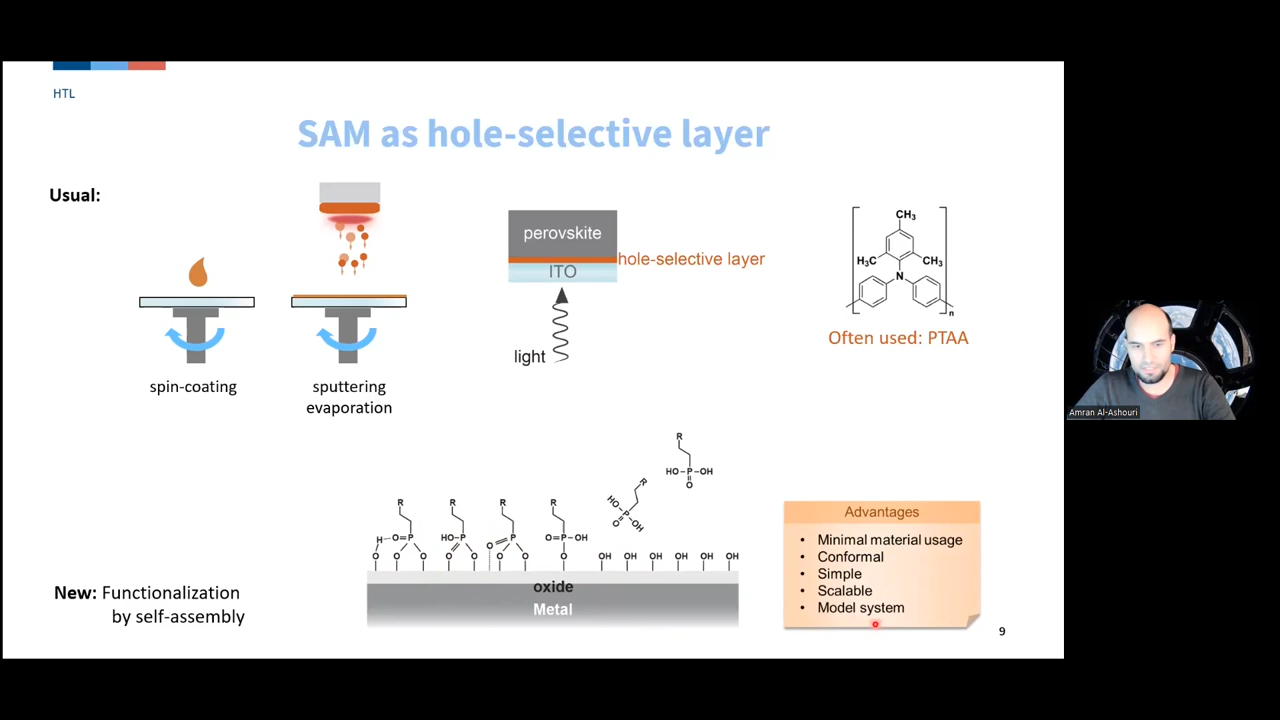 HTL
SAM as hole-selective layer
Usual:
spin-coating
sputtering
evaporation
perovskite
hole-selective layer
ITO
light
CH₃
H₃C
CH₃
N
n
Often used: PTAA
New: Functionalization
by self-assembly
R
HO-P-OH
O
R
HO
P
O
OH
R
R
R
R
H
O=P
HO-P
O
P
O=P-OH
O
O
O
O
O
O
O
O
O
O
OH
OH
OH
OH
OH
OH
oxide
Metal
Advantages
• Minimal material usage
• Conformal
• Simple
• Scalable
• Model system
9
Amran Al-Ashouri